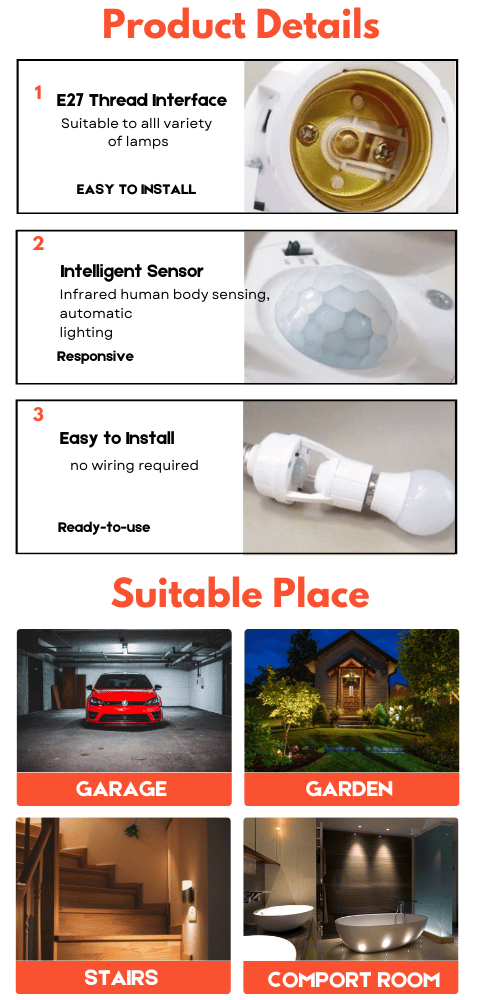 Product Details
1
E27 Thread Interface
Suitable to alll variety
of lamps
EASY TO INSTALL
2
Intelligent Sensor
Infrared human body sensing,
automatic
lighting
Responsive
3
Easy to Install
no wiring required
Ready-to-use
Suitable Place
GARAGE
GARDEN
STAIRS
COMPORT ROOM